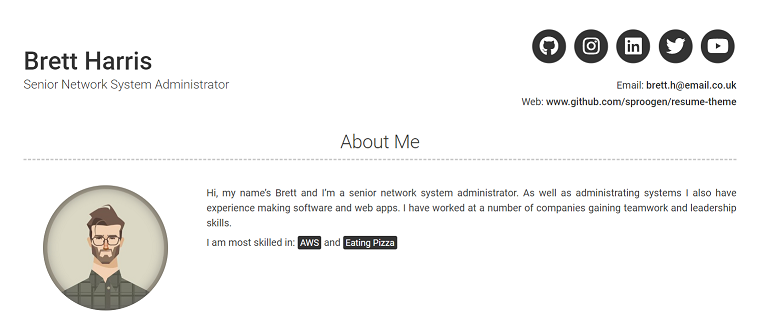 Brett Harris
Senior Network System Administrator
Email: brett.h@email.co.uk
Web: www.github.com/sproogen/resume-theme
About Me
Hi, my name's Brett and I'm a senior network system administrator. As well as administrating systems I also have
experience making software and web apps. I have worked at a number of companies gaining teamwork and leadership
skills.
I am most skilled in: AWS and Eating Pizza